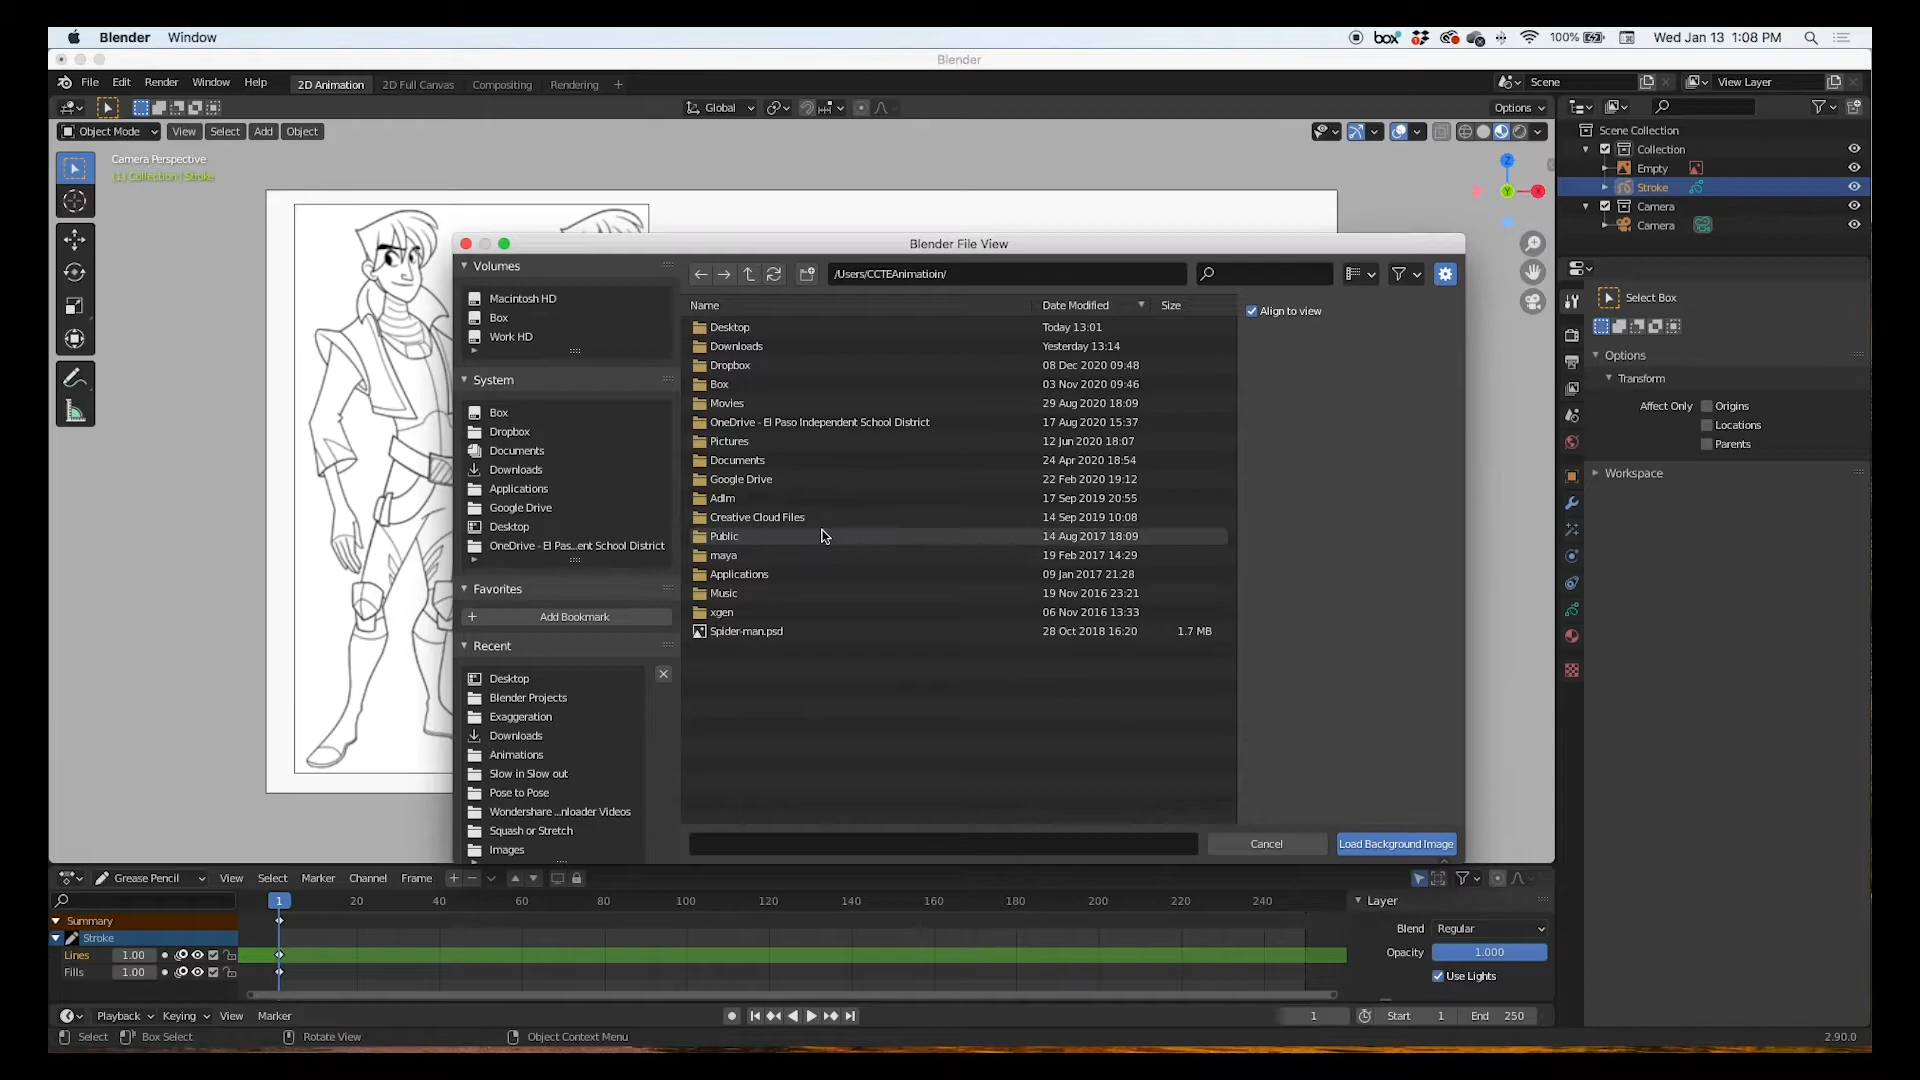 Blender Window
box 100% Wed Jan 13 1:08 PM
Blender
File Edit Render Window Help 2D Animation 2D Full Canvas Compositing Rendering + Scene View Layer
Global Options
Object Mode View Select Add Object
Camera Perspective
(1) Collection | Stroke
Z
Y X
Scene Collection
Collection
Empty
Stroke
Camera
Camera
Select Box
Options
Transform
Affect Only Origins
Locations
Parents
Workspace
Blender File View
Volumes
Macintosh HD
Box
Work HD
System
Box
Dropbox
Documents
Downloads
Applications
Google Drive
Desktop
OneDrive - El Pas...ent School District
Favorites
+ Add Bookmark
Recent
Desktop
Blender Projects
Exaggeration
Downloads
Animations
Slow in Slow out
Pose to Pose
Wondershare ...nloader Videos
Squash or Stretch
Images
/Users/CCTEAnimatioin/
Name Date Modified Size
Desktop Today 13:01
Downloads Yesterday 13:14
Dropbox 08 Dec 2020 09:48
Box 03 Nov 2020 09:46
Movies 29 Aug 2020 18:09
OneDrive - El Paso Independent School District 17 Aug 2020 15:37
Pictures 12 Jun 2020 18:07
Documents 24 Apr 2020 18:54
Google Drive 22 Feb 2020 19:12
Adlm 17 Sep 2019 20:55
Creative Cloud Files 14 Sep 2019 10:08
Public 14 Aug 2017 18:09
maya 19 Feb 2017 14:29
Applications 09 Jan 2017 21:28
Music 19 Nov 2016 23:21
xgen 06 Nov 2016 13:33
Spider-man.psd 28 Oct 2018 16:20 1.7 MB
Align to view
Cancel Load Background Image
Grease Pencil View Select Marker Channel Frame
1 20 40 60 80 100 120 140 160 180 200 220 240
Summary
Stroke
Lines 1.00
Fills 1.00
Layer
Blend Regular
Opacity 1.000
Use Lights
Playback Keying View Marker 1 Start 1 End 250
Select Box Select Rotate View Object Context Menu 2.90.0